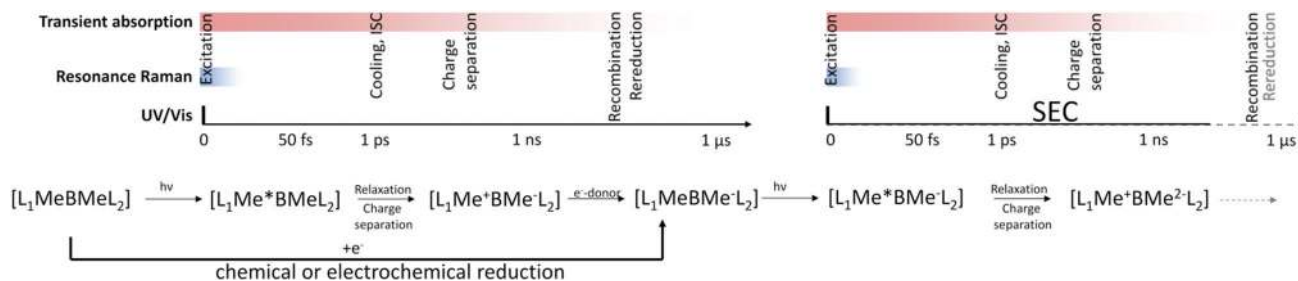 Transient absorption
Resonance Raman
UV/Vis
Excitation
Cooling, ISC
Charge
separation
Recombination
Rereduction
0 50 fs 1 ps 1 ns 1 µs
Excitation
Cooling, ISC
Charge
separation
Recombination
Rereduction
SEC
0 50 fs 1 ps 1 ns 1 µs
[L₁MeBMeL₂] hν [L₁Me*BMeL₂] Relaxation
Charge
separation
[L₁Me⁺BMe⁻L₂] e⁻-donor [L₁MeBMe⁻L₂] hν [L₁Me*BMe⁻L₂] Relaxation
Charge
separation
[L₁Me⁺BMe²⁻L₂]
+e⁻
chemical or electrochemical reduction